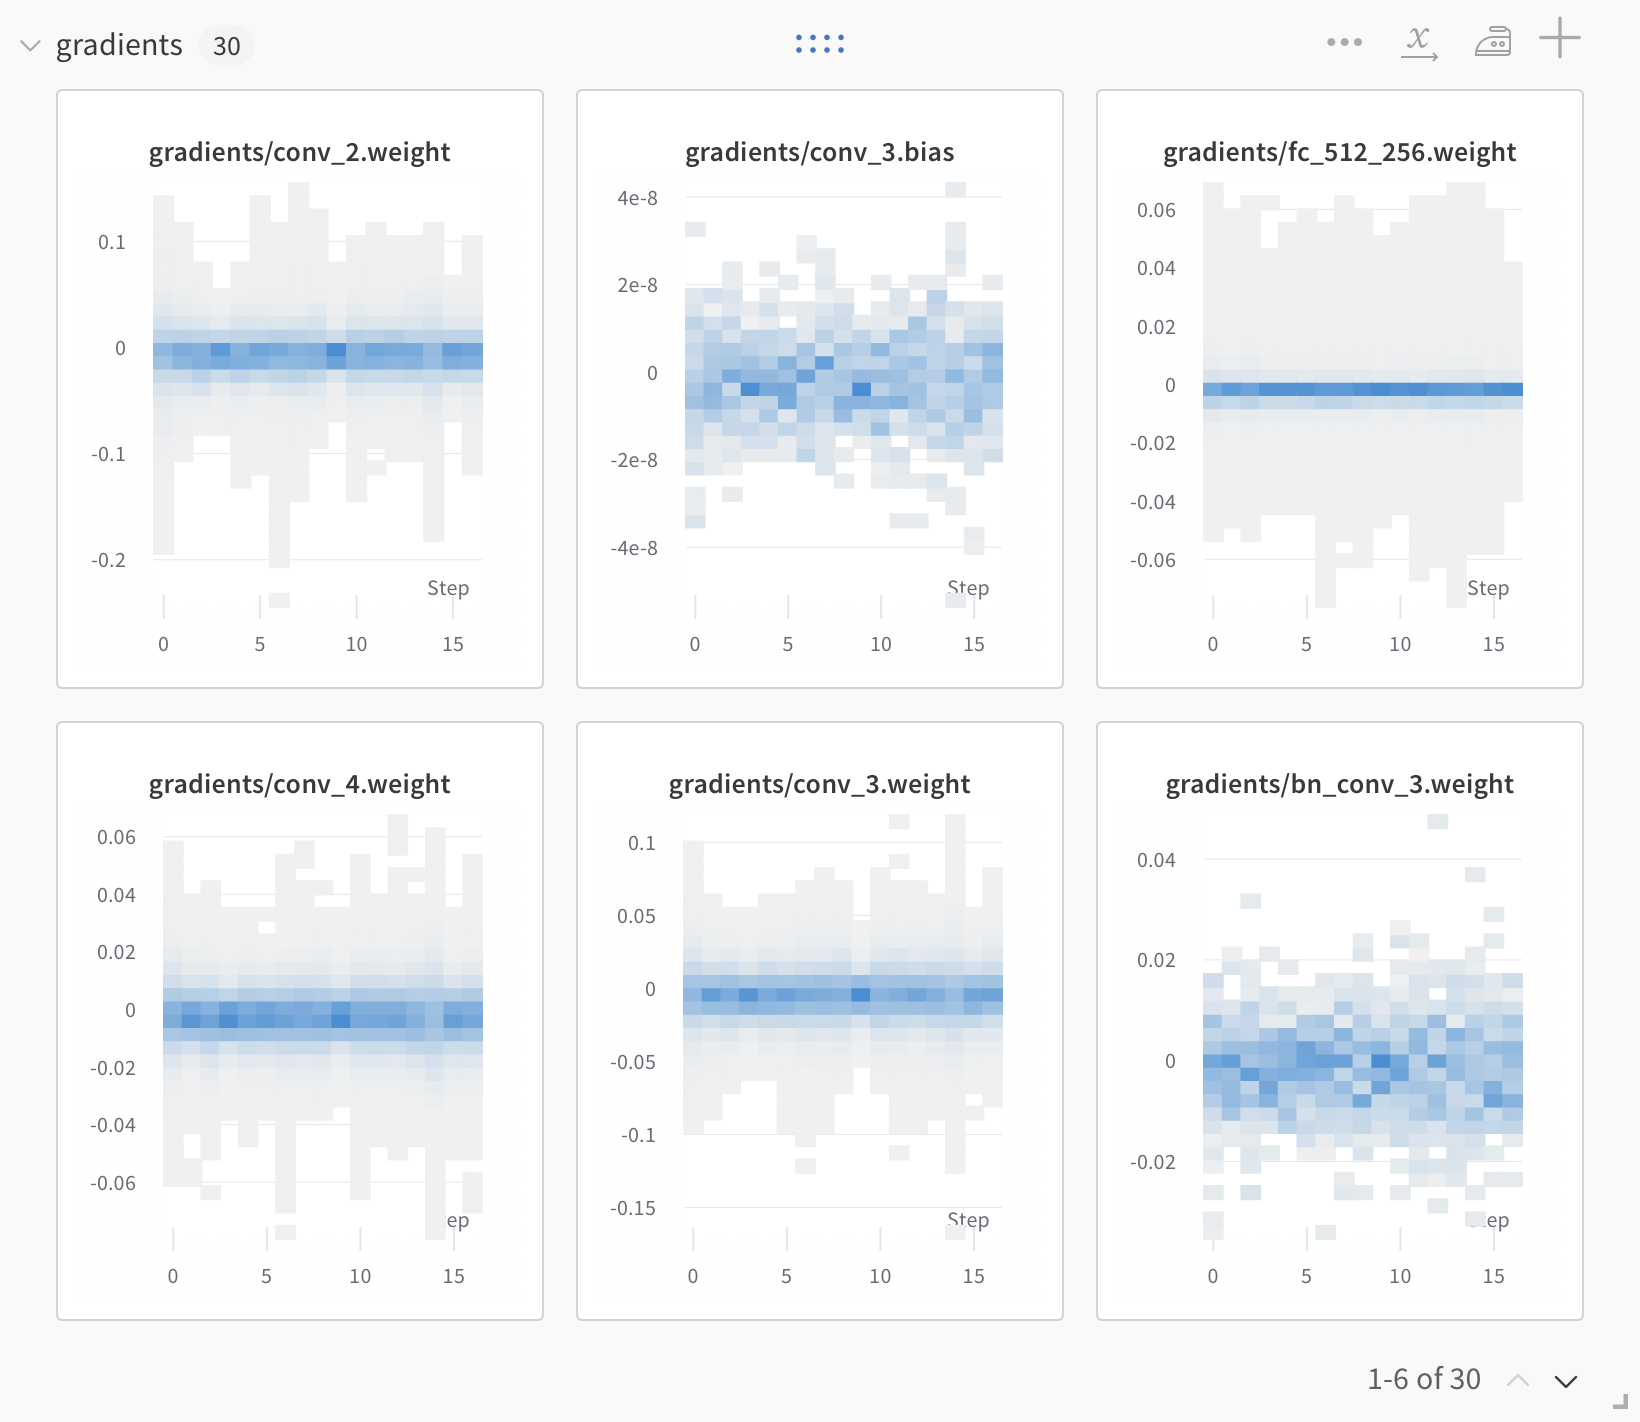 gradients 30
x
gradients/conv_2.weight
0.1
0
-0.1
-0.2
Step
0 5 10 15
gradients/conv_3.bias
4e-8
2e-8
0
-2e-8
-4e-8
Step
0 5 10 15
gradients/fc_512_256.weight
0.06
0.04
0.02
0
-0.02
-0.04
-0.06
Step
0 5 10 15
gradients/conv_4.weight
0.06
0.04
0.02
0
-0.02
-0.04
-0.06
ep
0 5 10 15
gradients/conv_3.weight
0.1
0.05
0
-0.05
-0.1
-0.15
Step
0 5 10 15
gradients/bn_conv_3.weight
0.04
0.02
0
-0.02
ep
0 5 10 15
1-6 of 30